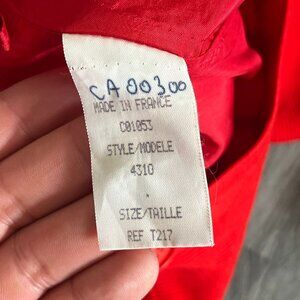 CA00300
MADE IN FRANCE
C01053
STYLE/MODELE
4310
SIZE/TAILLE
REF T217